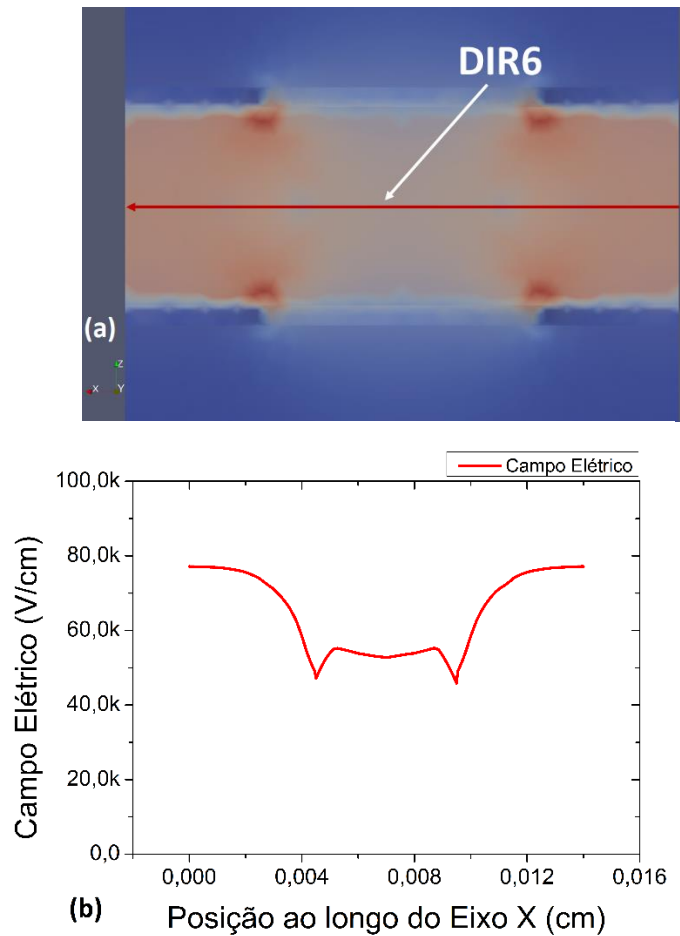 DIR6
(a)
Z
X
Y
Campo Elétrico
100,0k
80,0k
60,0k
40,0k
20,0k
0,0
Campo Elétrico (V/cm)
0,000
0,004
0,008
0,012
0,016
(b)
Posição ao longo do Eixo X (cm)